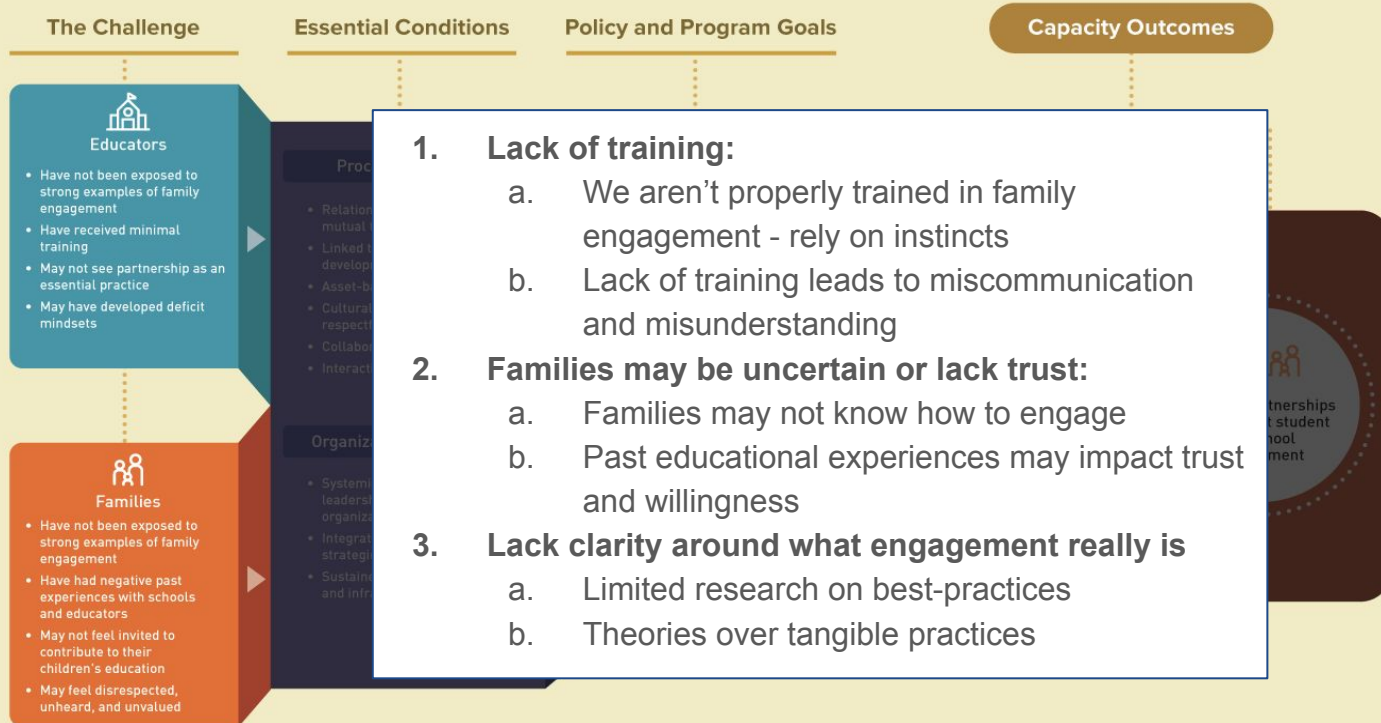 The Challenge
Essential Conditions
Policy and Program Goals
Capacity Outcomes
Educators
• Have not been exposed to
strong examples of family
engagement
• Have received minimal
training
• May not see partnership as an
essential practice
• May have developed deficit
mindsets
Families
• Have not been exposed to
strong examples of family
engagement
• Have had negative past
experiences with schools
and educators
• May not feel invited to
contribute to their
children's education
• May feel disrespected,
unheard, and unvalued
• Linked
• Interact
1. Lack of training:
a. We aren’t properly trained in family
engagement - rely on instincts
b. Lack of training leads to miscommunication
and misunderstanding
2. Families may be uncertain or lack trust:
a. Families may not know how to engage
b. Past educational experiences may impact trust
and willingness
3. Lack clarity around what engagement really is
a. Limited research on best-practices
b. Theories over tangible practices
student